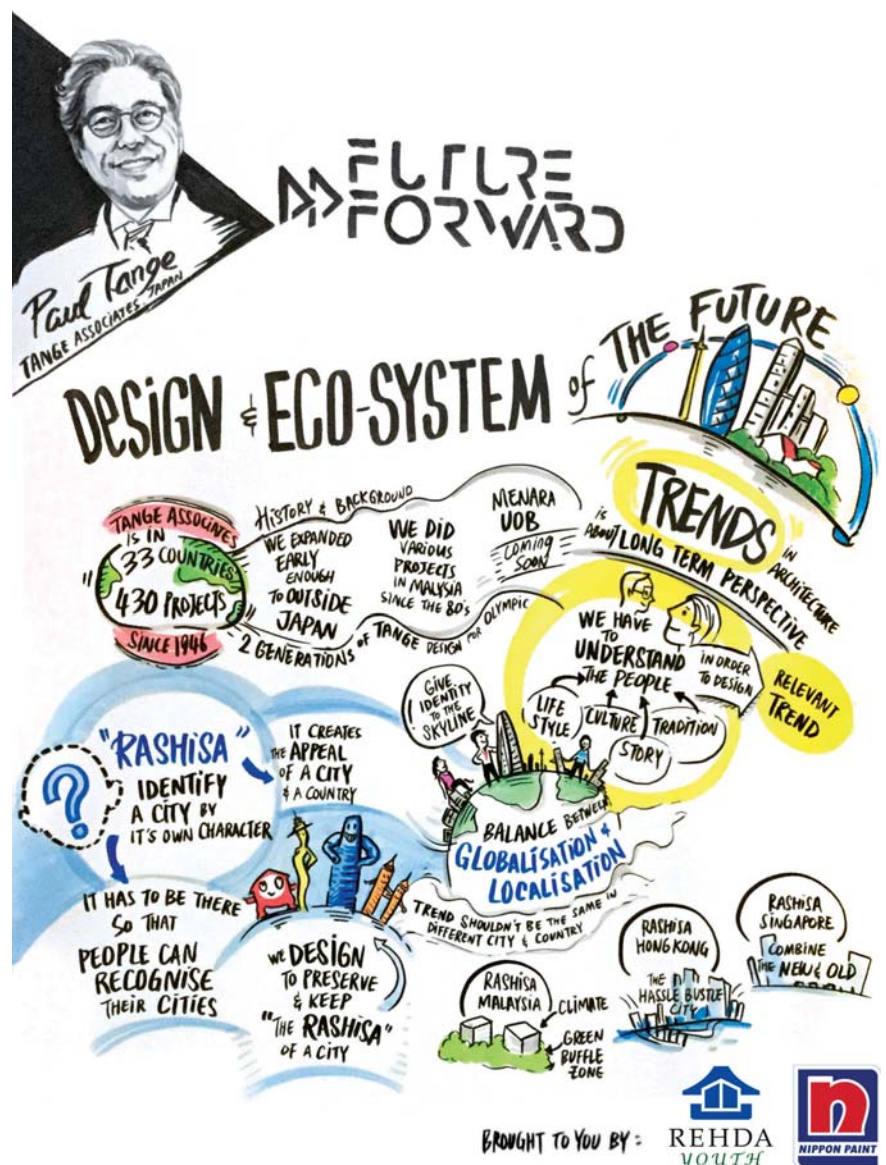 FUTURE
FORWARD
Paul Tange
TANGE ASSOCIATES, JAPAN
DESIGN & ECO-SYSTEM of THE FUTURE
TANGE ASSOCIATES
IS IN
33 COUNTRIES
430 PROJECTS
SINCE 1946
HISTORY & BACKGROUND
WE EXPANDED
EARLY
ENOUGH
TO OUTSIDE
JAPAN
WE DID
VARIOUS
PROJECTS
IN MALYSIA
SINCE THE 80's
MENARA
UOB
COMING
SOON
2 GENERATIONS OF TANGE DESIGN FOR OLYMPIC
TRENDS
IN ARCHITECTURE
IS ABOUT LONG TERM PERSPECTIVE
WE HAVE
TO
UNDERSTAND
THE PEOPLE
LIFE
STYLE
CULTURE
STORY
TRADITION
IN ORDER
TO DESIGN
RELEVANT
TREND
"RASHISA"
IDENTIFY
A CITY BY
IT'S OWN CHARACTER
?
IT CREATES
THE APPEAL
OF A CITY
& A COUNTRY
IT HAS TO BE THERE
SO THAT
PEOPLE CAN
RECOGNISE
THEIR CITIES
WE DESIGN
TO PRESERVE
& KEEP
"THE RASHISA"
OF A CITY
GIVE
IDENTITY
TO THE
SKYLINE
BALANCE BETWEEN
GLOBALISATION &
LOCALISATION
TREND SHOULDN'T BE THE SAME IN
DIFFERENT CITY & COUNTRY
RASHISA
MALAYSIA
CLIMATE
GREEN
BUFFLE
ZONE
RASHISA
HONG KONG
THE
HASSLE BUSTLE
CITY
RASHISA
SINGAPORE
COMBINE
THE NEW & OLD
BROUGHT TO YOU BY :
REHDA
YOUTH
n
NIPPON PAINT